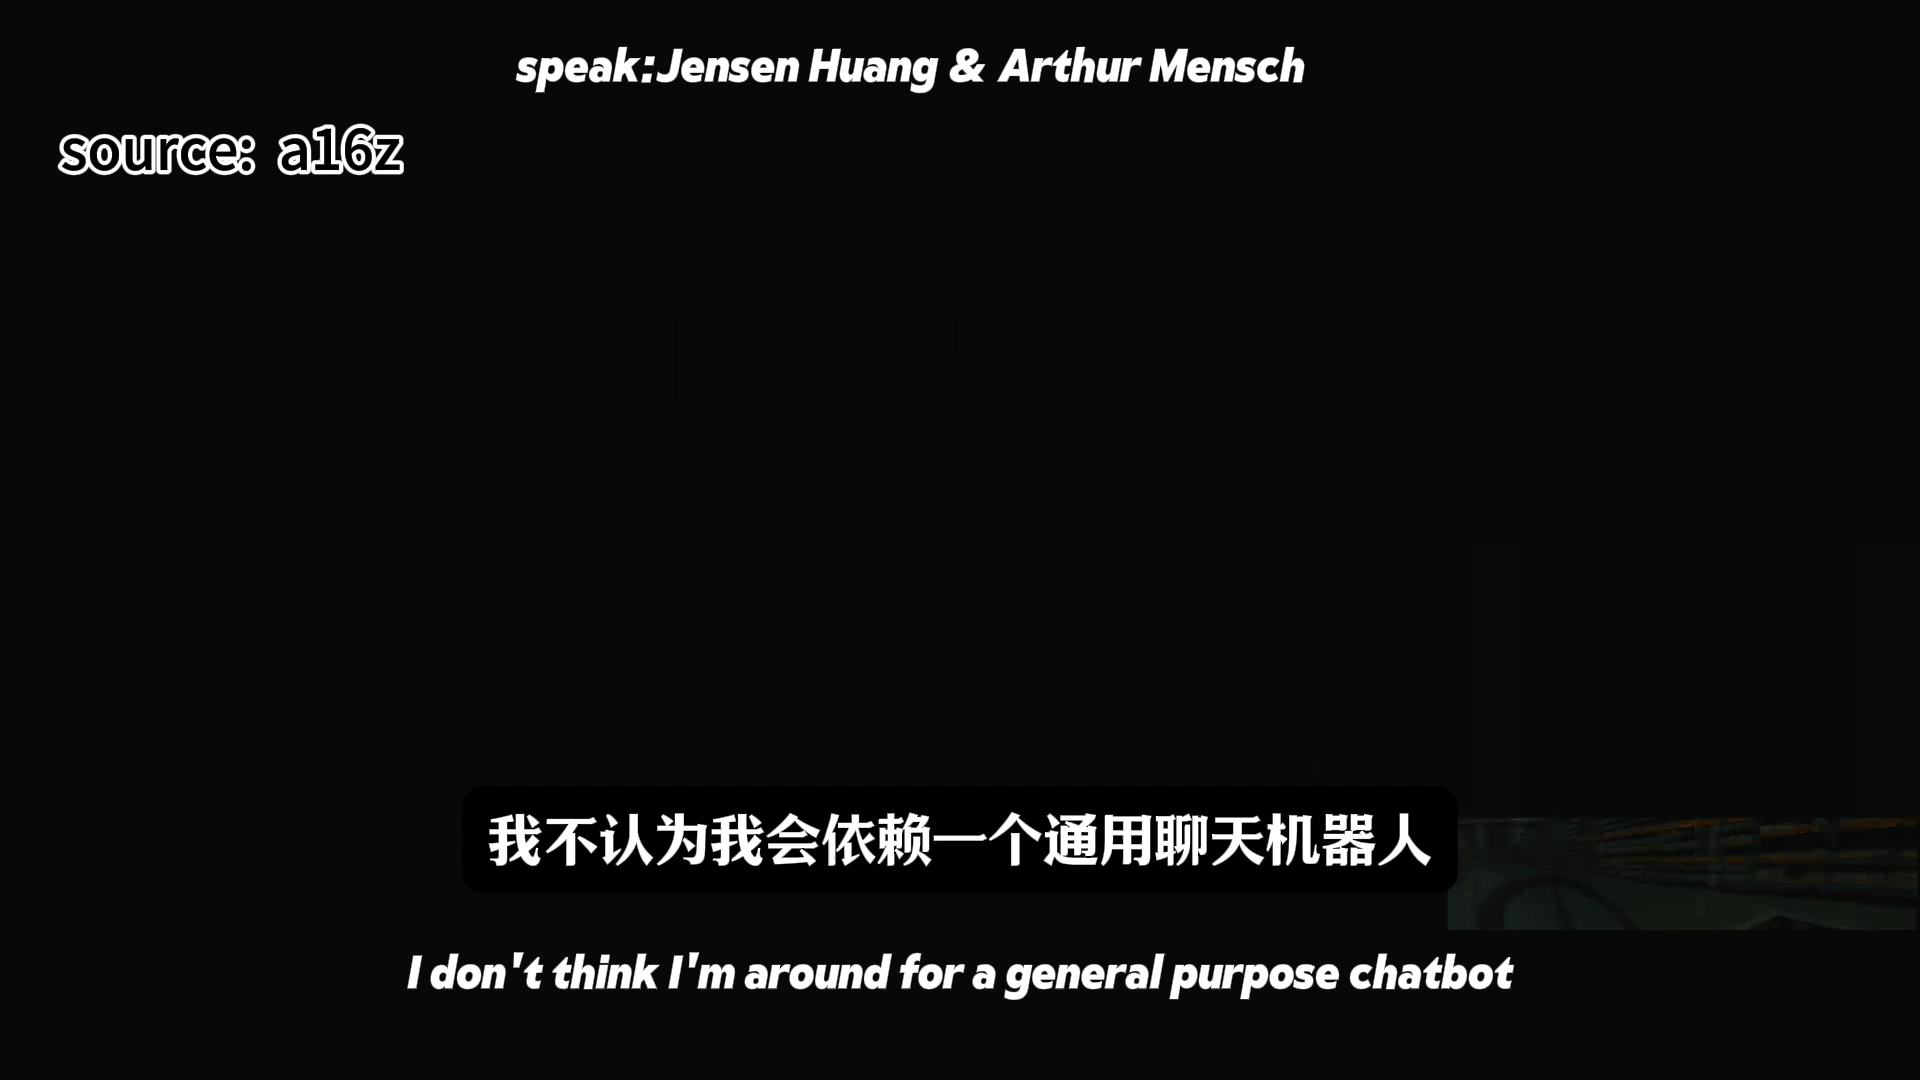 speak:Jensen Huang & Arthur Mensch
source: a16z
我不认为我会依赖一个通用聊天机器人
I don't think I'm around for a general purpose chatbot